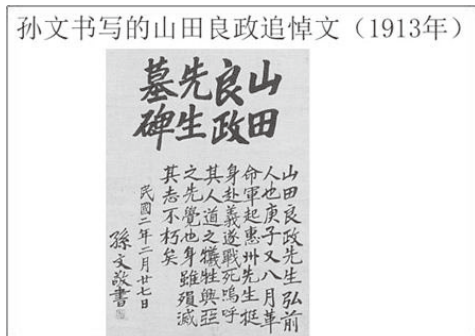 孙文书写的山田良政追悼文（1913年）
山田
良政
先生
墓碑
山田良政先生弘前
人也庚子又八月革
命軍起惠州先生挺
身赴義遂戰死嗚呼
其人道之犧牲興亞
之先覺也身雖殞滅
其志不朽矣
民國二年二月廿七日
孫文敬書